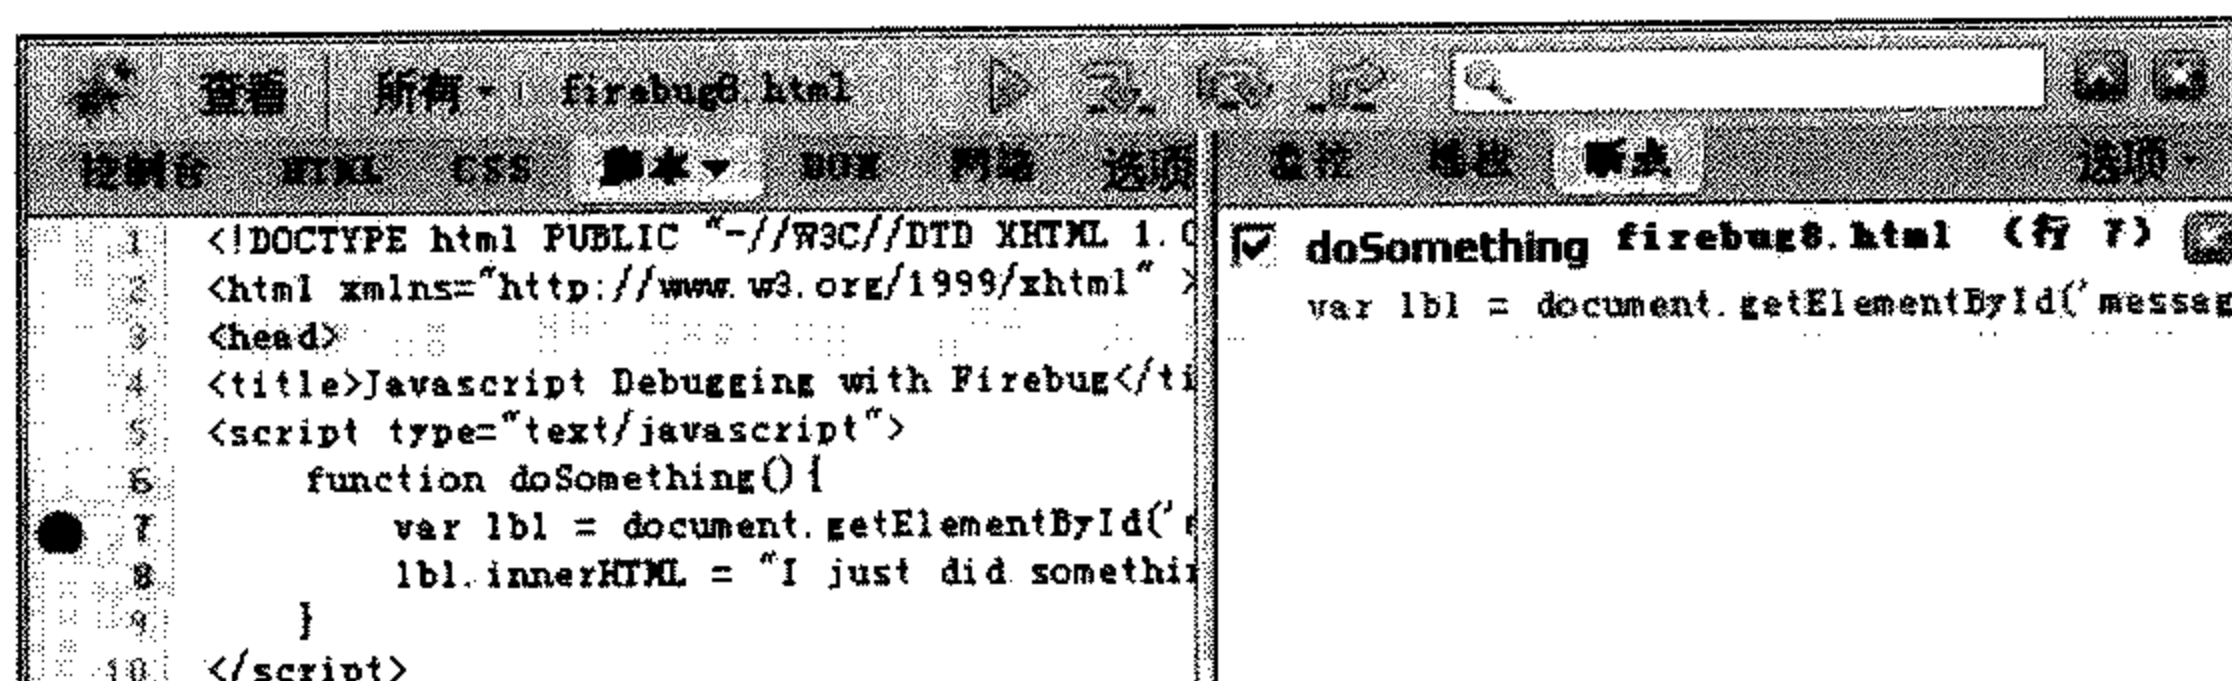 查看 所有 firebug8.html
控制台 HTML CSS 脚本 DOM 网络 选项
监控 堆栈 断点 选项
1 <!DOCTYPE html PUBLIC "-//W3C//DTD XHTML 1.0
2 <html xmlns="http://www.w3.org/1999/xhtml" >
3 <head>
4 <title>Javascript Debugging with Firebug</ti
5 <script type="text/javascript">
6 function doSomething(){
7 var lbl = document.getElementById('m
8 lbl.innerHTML = "I just did somethin
9 }
10 </script>
doSomething firebug8.html (行 7)
var lbl = document.getElementById('messag